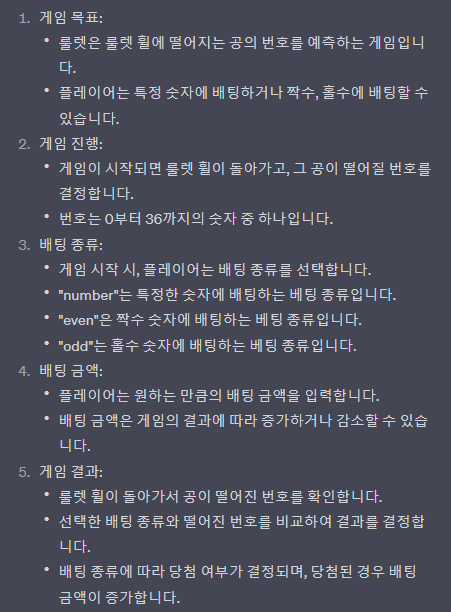 1. 게임 목표:
• 룰렛은 룰렛 휠에 떨어지는 공의 번호를 예측하는 게임입니
다.
• 플레이어는 특정 숫자에 배팅하거나 짝수, 홀수에 배팅할 수
있습니다.
2. 게임 진행:
• 게임이 시작되면 룰렛 휠이 돌아가고, 그 공이 떨어질 번호를
결정합니다.
• 번호는 0부터 36까지의 숫자 중 하나입니다.
3. 배팅 종류:
• 게임 시작 시, 플레이어는 배팅 종류를 선택합니다.
• "number"는 특정한 숫자에 배팅하는 베팅 종류입니다.
• "even"은 짝수 숫자에 배팅하는 베팅 종류입니다.
• "odd"는 홀수 숫자에 배팅하는 베팅 종류입니다.
4. 배팅 금액:
• 플레이어는 원하는 만큼의 배팅 금액을 입력합니다.
• 배팅 금액은 게임의 결과에 따라 증가하거나 감소할 수 있습
니다.
5. 게임 결과:
• 룰렛 휠이 돌아가서 공이 떨어진 번호를 확인합니다.
• 선택한 배팅 종류와 떨어진 번호를 비교하여 결과를 결정합
니다.
• 배팅 종류에 따라 당첨 여부가 결정되며, 당첨된 경우 배팅
금액이 증가합니다.